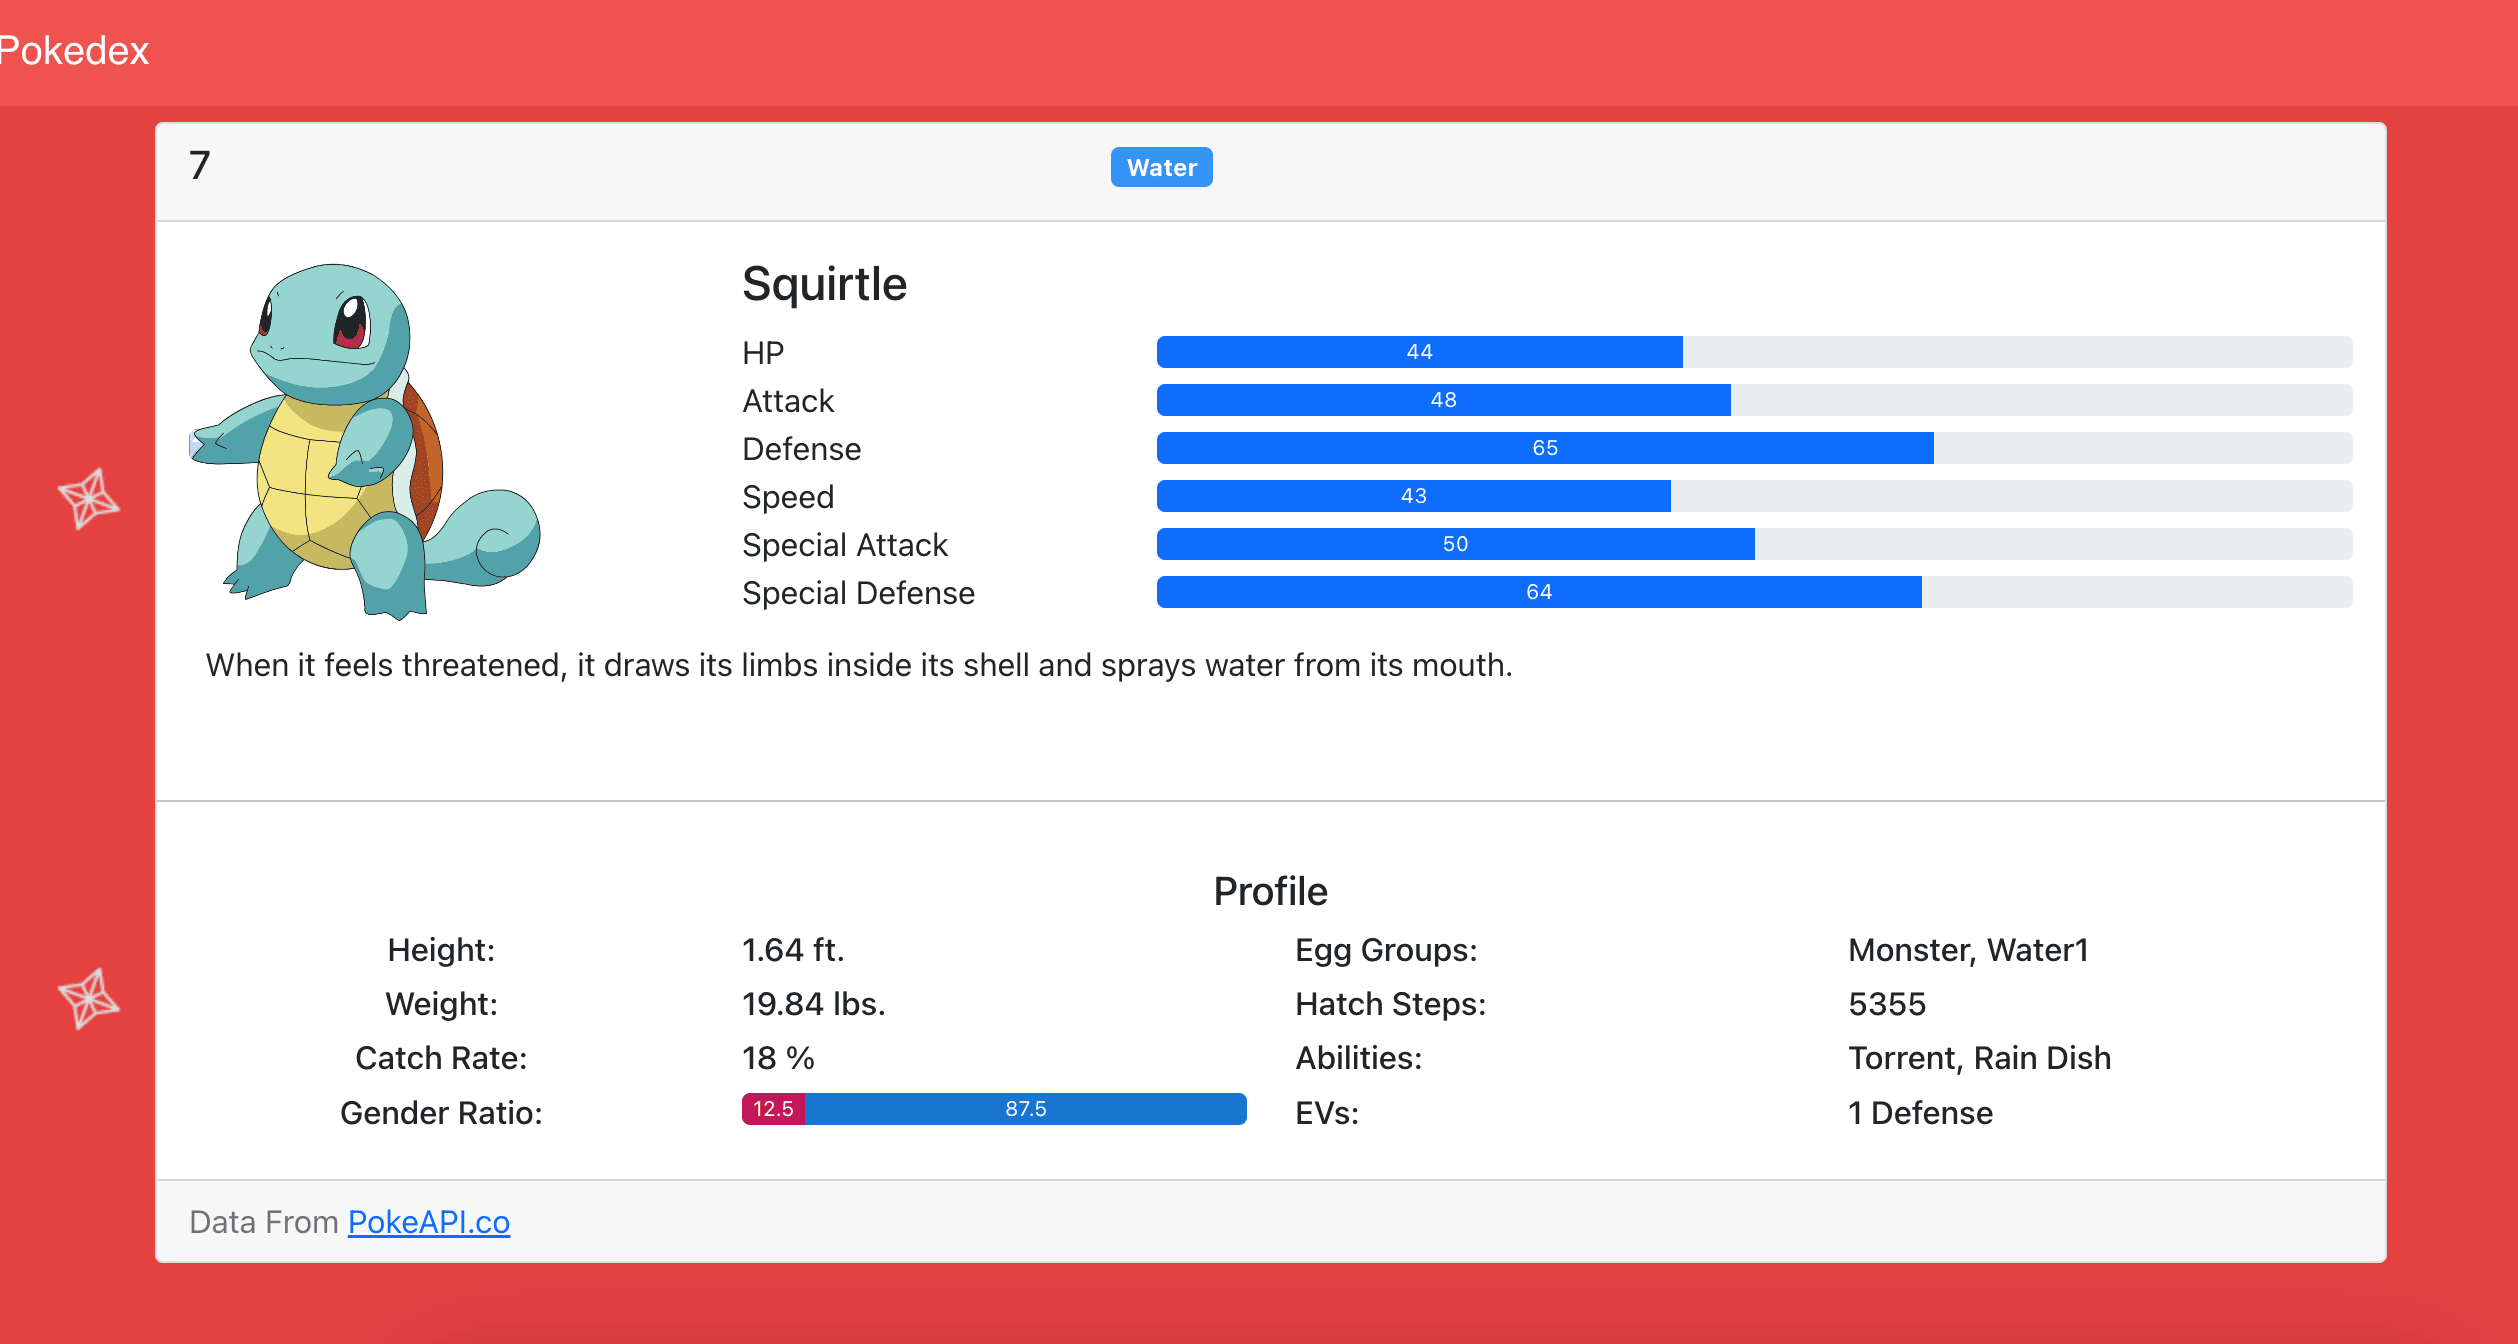 Pokedex
7
Water
Squirtle
HP 44
Attack 48
Defense 65
Speed 43
Special Attack 50
Special Defense 64
When it feels threatened, it draws its limbs inside its shell and sprays water from its mouth.
Profile
Height: 1.64 ft. Egg Groups: Monster, Water1
Weight: 19.84 lbs. Hatch Steps: 5355
Catch Rate: 18 % Abilities: Torrent, Rain Dish
Gender Ratio: 12.5 87.5 EVs: 1 Defense
Data From PokeAPI.co